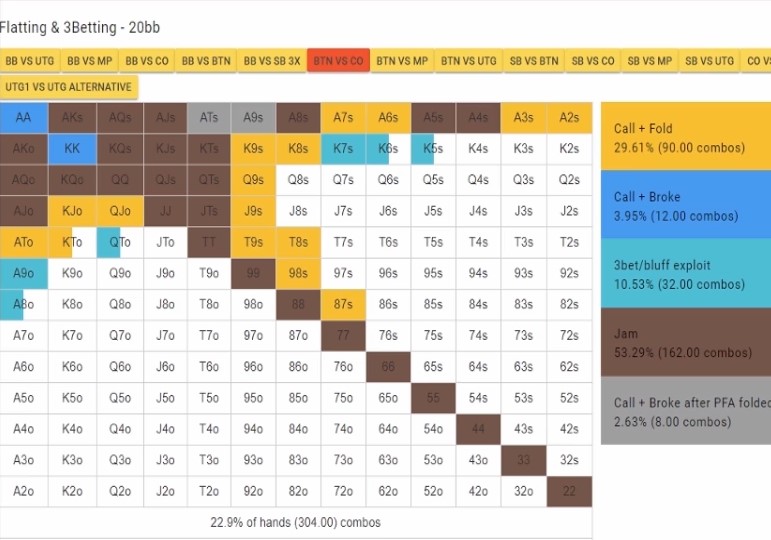 Flatting & 3Betting - 20bb
BB VS UTG BB VS MP BB VS CO BB VS BTN BB VS SB 3X BTN VS CO BTN VS MP BTN VS UTG SB VS BTN SB VS CO SB VS MP SB VS UTG CO VS
UTG1 VS UTG ALTERNATIVE
AA AKs AQs AJs ATs A9s A8s A7s A6s A5s A4s A3s A2s
AKo KK KQs KJs KTs K9s K8s K7s K6s K5s K4s K3s K2s
AQo KQo QQ QJs QTs Q9s Q8s Q7s Q6s Q5s Q4s Q3s Q2s
AJo KJo QJo JJ JTs J9s J8s J7s J6s J5s J4s J3s J2s
ATo KTo QTo JTo TT T9s T8s T7s T6s T5s T4s T3s T2s
A9o K9o Q9o J9o T9o 99 98s 97s 96s 95s 94s 93s 92s
A8o K8o Q8o J8o T8o 98o 88 87s 86s 85s 84s 83s 82s
A7o K7o Q7o J7o T7o 97o 87o 77 76s 75s 74s 73s 72s
A6o K6o Q6o J6o T6o 96o 86o 76o 66 65s 64s 63s 62s
A5o K5o Q5o J5o T5o 95o 85o 75o 65o 55 54s 53s 52s
A4o K4o Q4o J4o T4o 94o 84o 74o 64o 54o 44 43s 42s
A3o K3o Q3o J3o T3o 93o 83o 73o 63o 53o 43o 33 32s
A2o K2o Q2o J2o T2o 92o 82o 72o 62o 52o 42o 32o 22
22.9% of hands (304.00) combos
Call + Fold
29.61% (90.00 combos)
Call + Broke
3.95% (12.00 combos)
3bet/bluff exploit
10.53% (32.00 combos)
Jam
53.29% (162.00 combos)
Call + Broke after PFA folded
2.63% (8.00 combos)